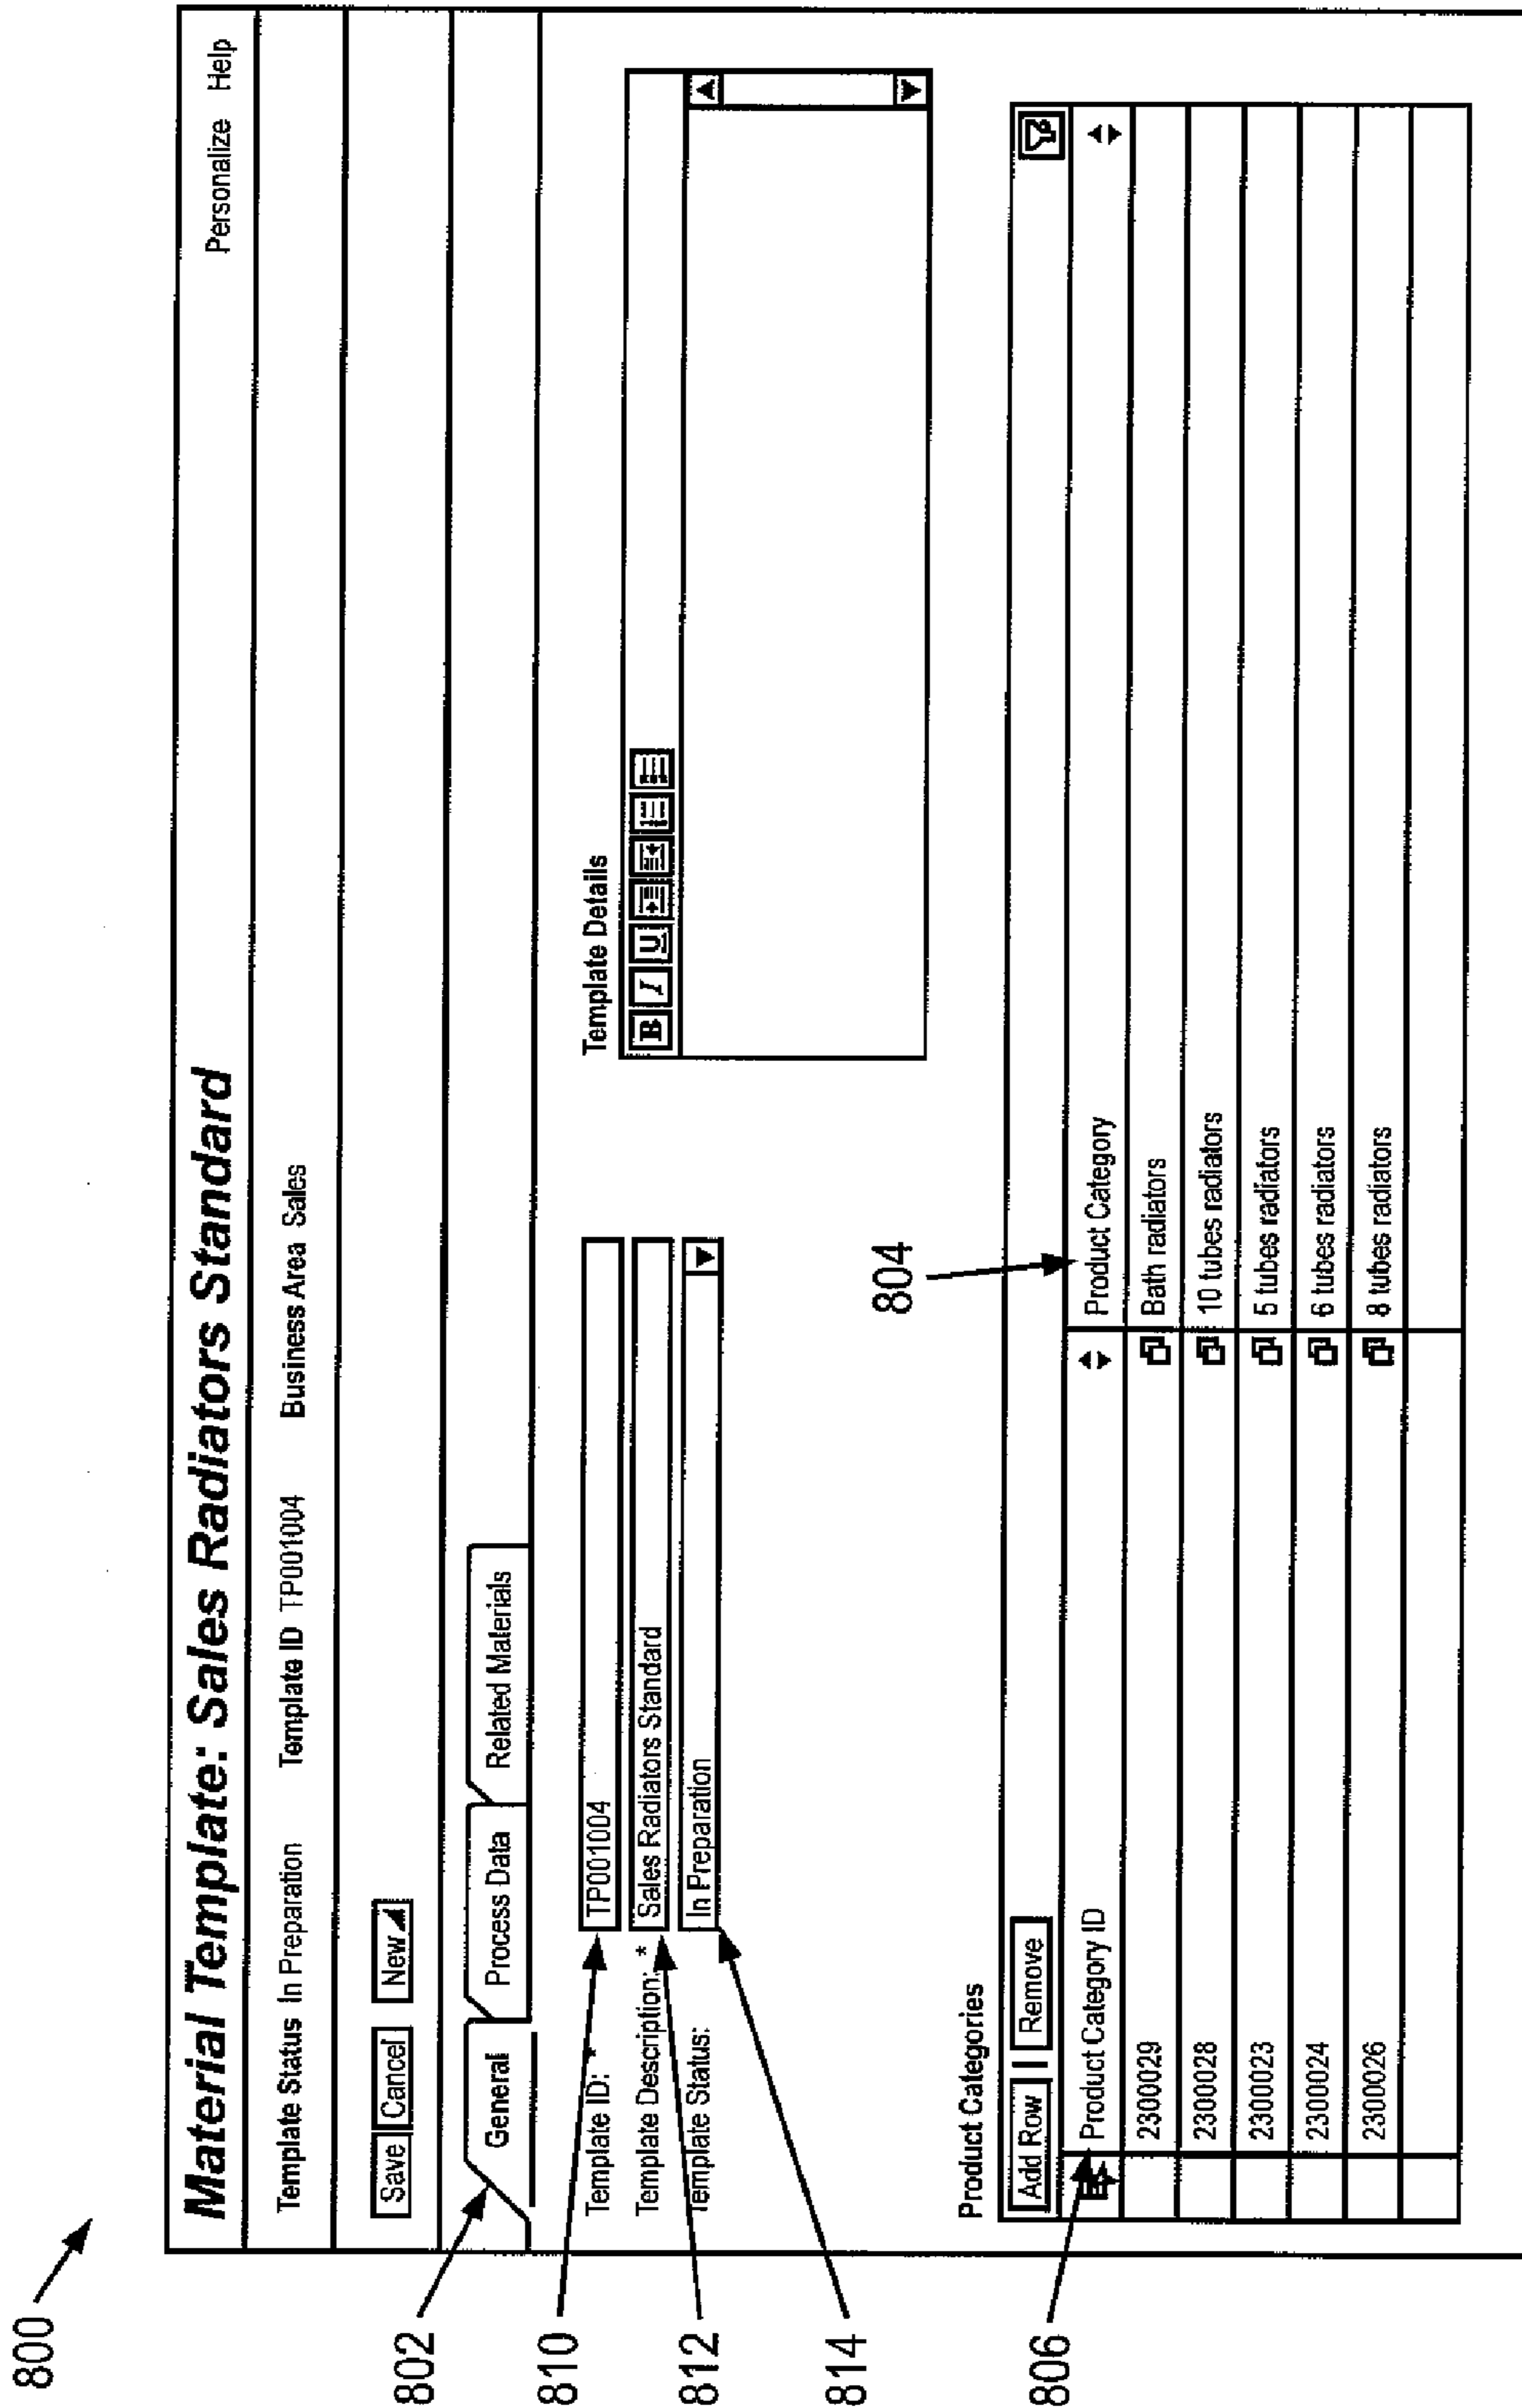 800
Material Template: Sales Radiators Standard
Personalize Help
Template Status In Preparation Template ID TP001004 Business Area Sales
Save Cancel New
802
General Process Data Related Materials
810
Template ID: * TP001004
Template Details
812
Template Description: * Sales Radiators Standard
B I U
814
Template Status: In Preparation
804
Product Categories
Add Row Remove
806
Product Category ID Product Category
2300029 Bath radiators
2300028 10 tubes radiators
2300023 5 tubes radiators
2300024 6 tubes radiators
2300026 8 tubes radiators